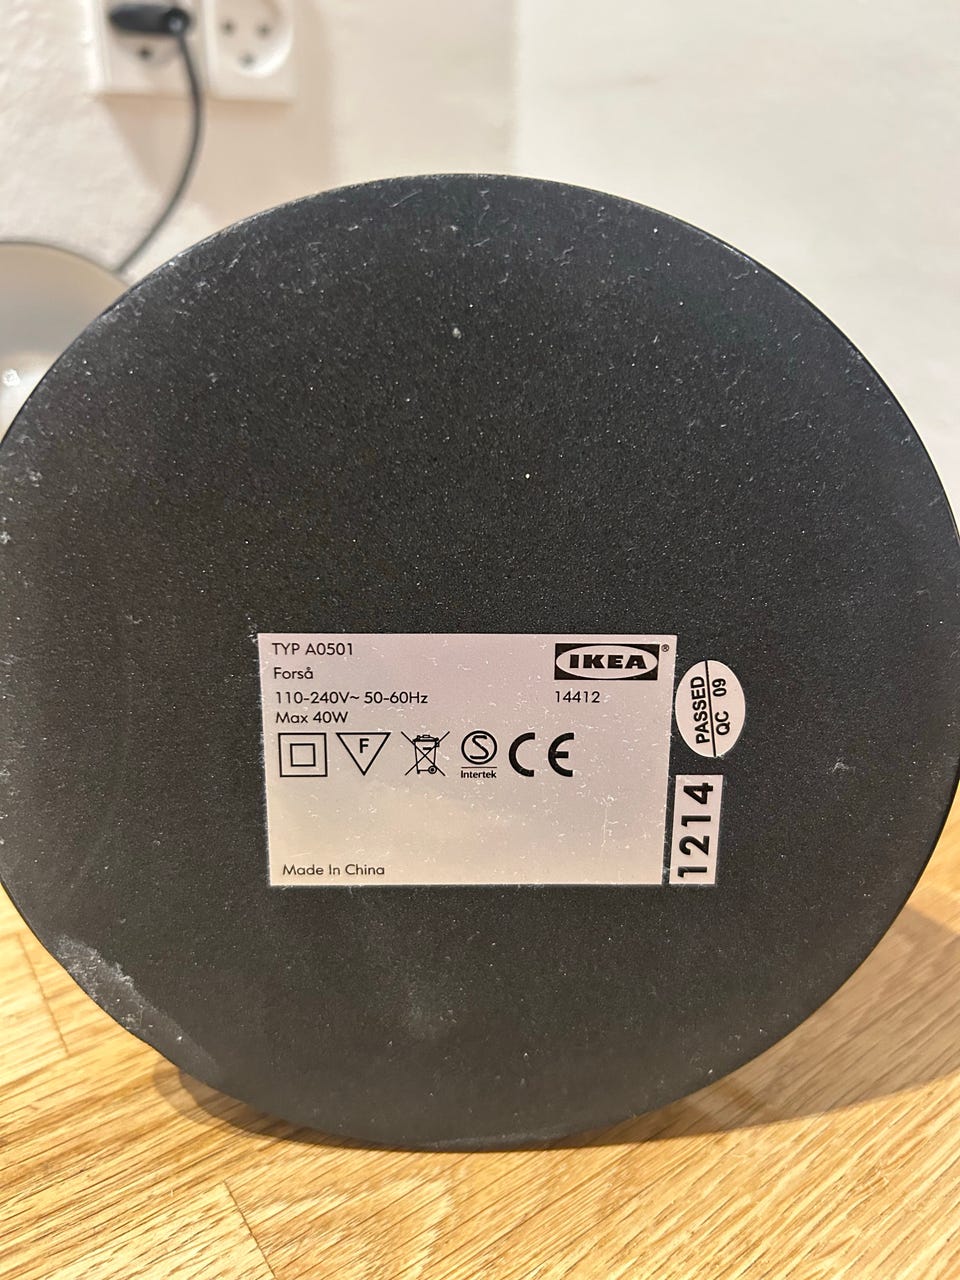 TYP A0501
IKEA®
Forså
110-240V~ 50-60Hz
14412
Max 40W
F
S
Intertek
CE
Made In China
PASSED
QC 09
1214